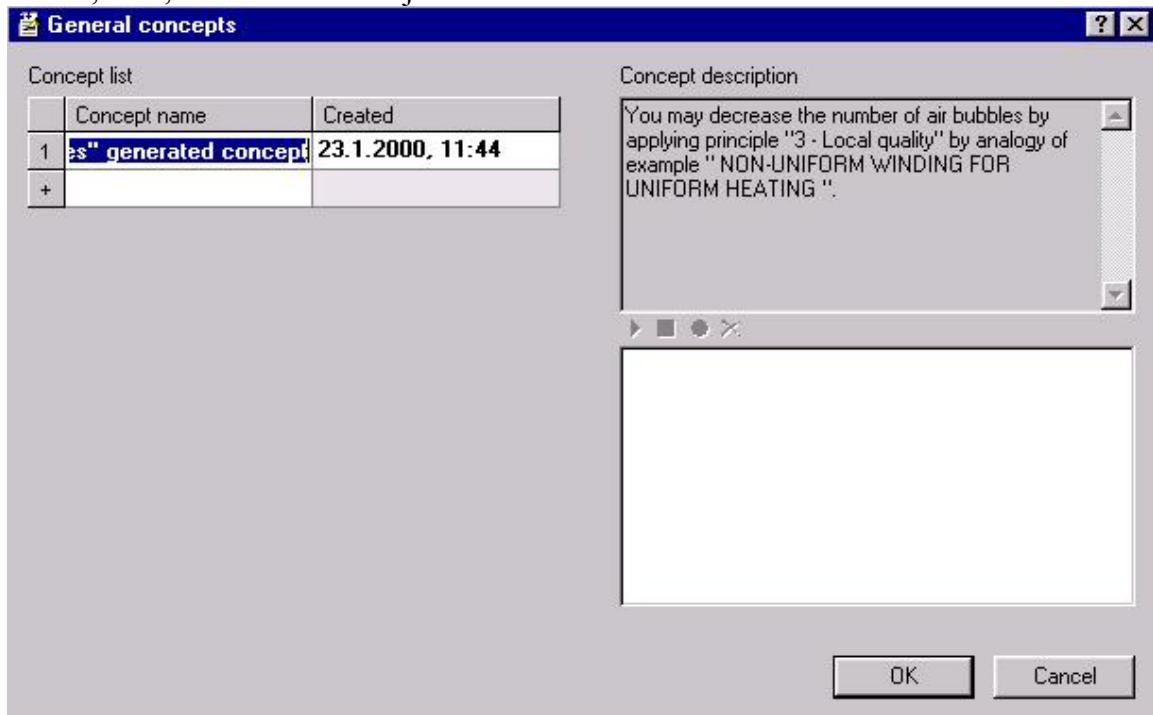 General concepts
Concept list
Concept name Created
1 es" generated concept 23.1.2000, 11:44
+
Concept description
You may decrease the number of air bubbles by
applying principle "3 - Local quality" by analogy of
example " NON-UNIFORM WINDING FOR
UNIFORM HEATING ".
OK Cancel